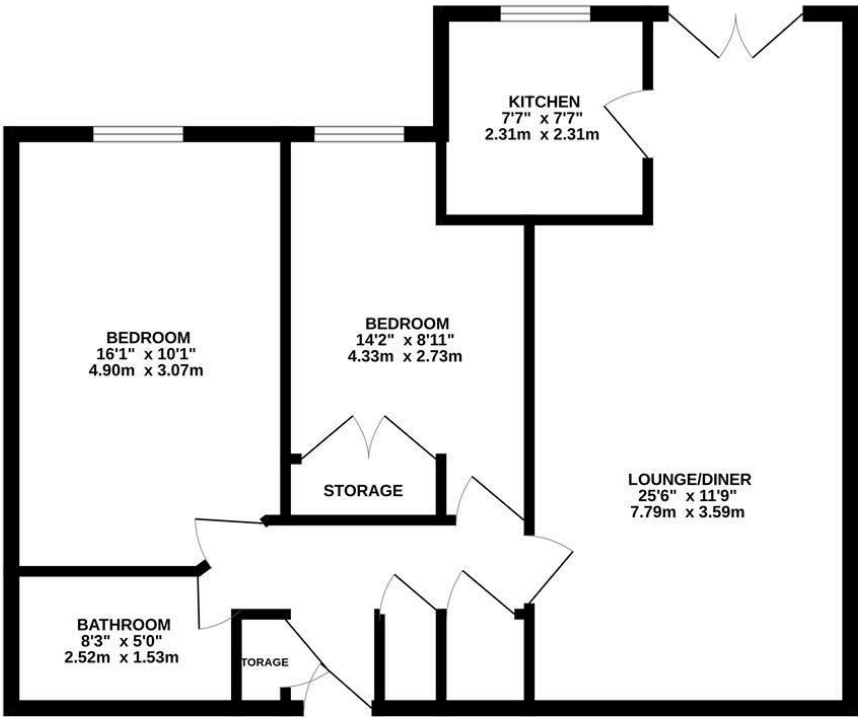 KITCHEN
7'7" x 7'7"
2.31m x 2.31m
BEDROOM
16'1" x 10'1"
4.90m x 3.07m
BEDROOM
14'2" x 8'11"
4.33m x 2.73m
STORAGE
LOUNGE/DINER
25'6" x 11'9"
7.79m x 3.59m
BATHROOM
8'3" x 5'0"
2.52m x 1.53m
TORAGE